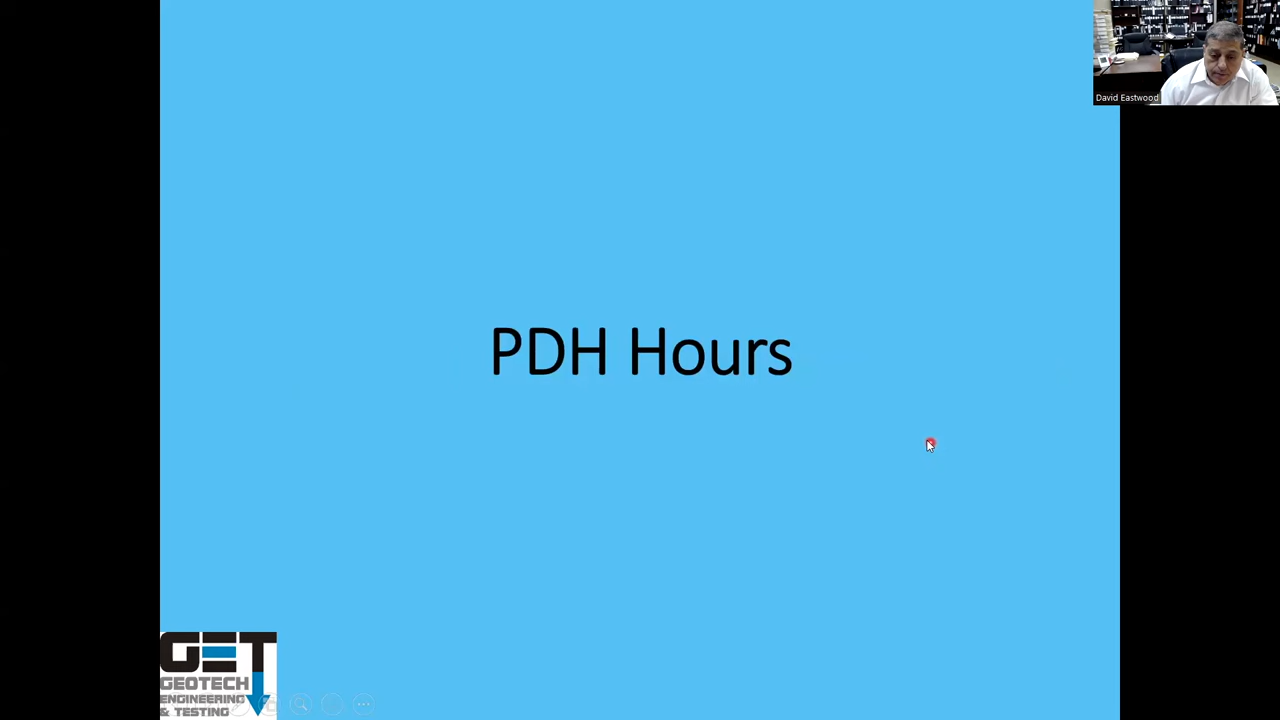 David Eastwood
PDH Hours
GET
GEOTECH
ENGINEERING
& TESTING